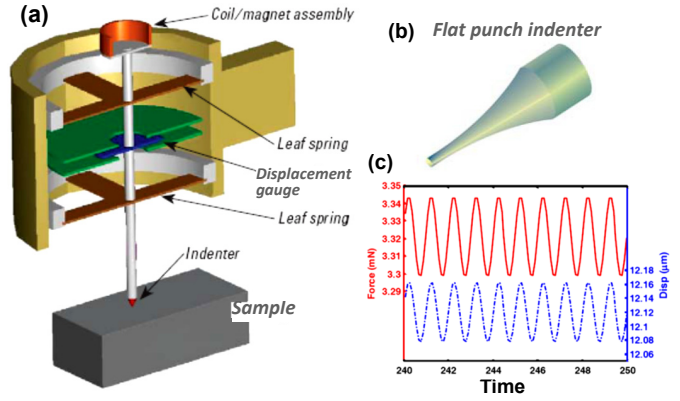 (a)
Coil/magnet assembly
Leaf spring
Displacement
gauge
Leaf spring
Indenter
Sample
(b)
Flat punch indenter
(c)
3.35
3.34
3.33
3.32
3.31
3.3
3.29
Force (mN)
12.18
12.16
12.14
12.12
12.1
12.08
12.06
Disp (μm)
240
242
244
246
248
250
Time